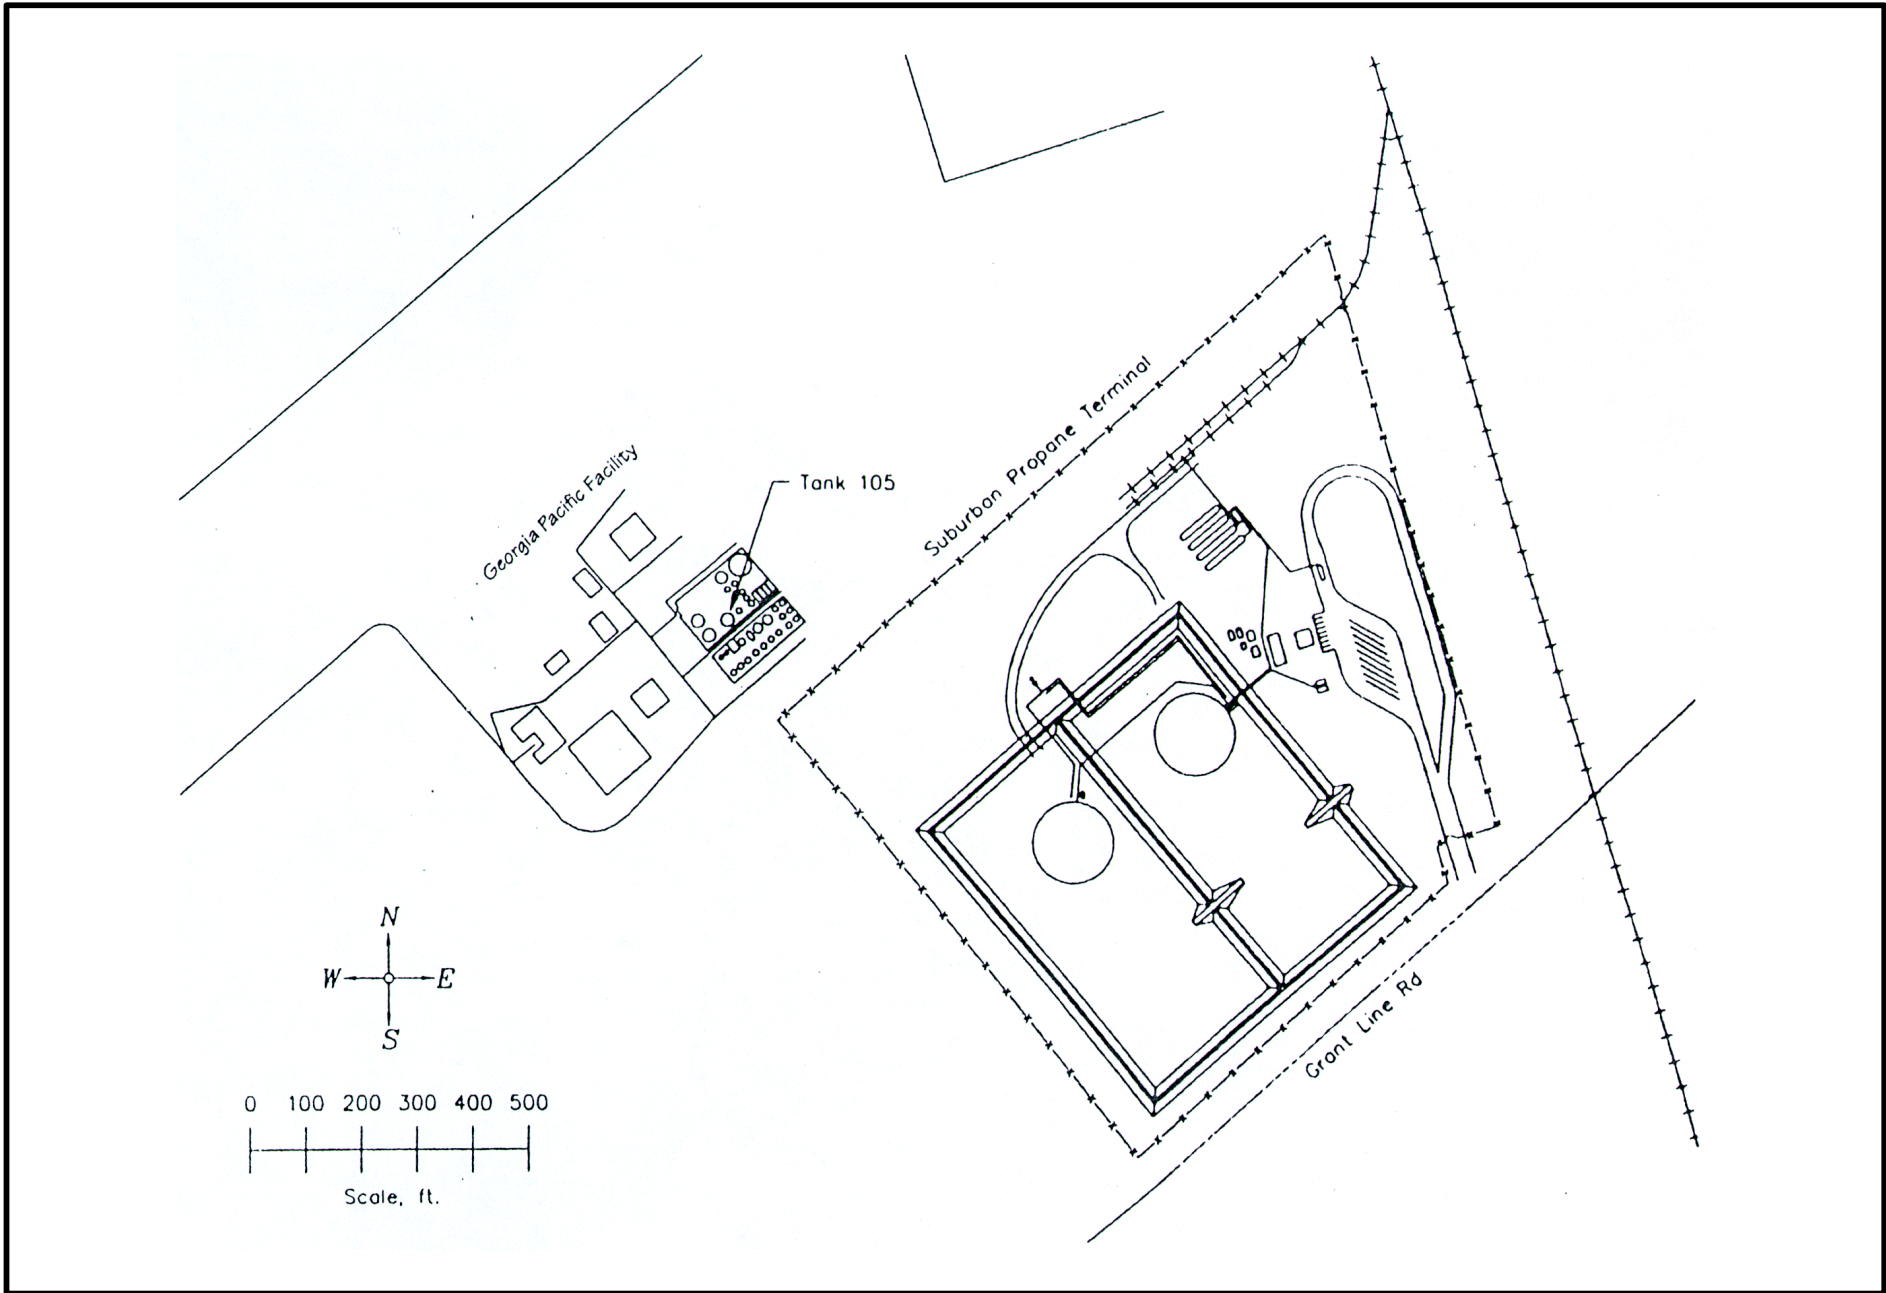 Suburban Propane Terminal
Georgia Pacific Facility
Tank 105
N
W E
S
Grant Line Rd
0 100 200 300 400 500
Scale, ft.